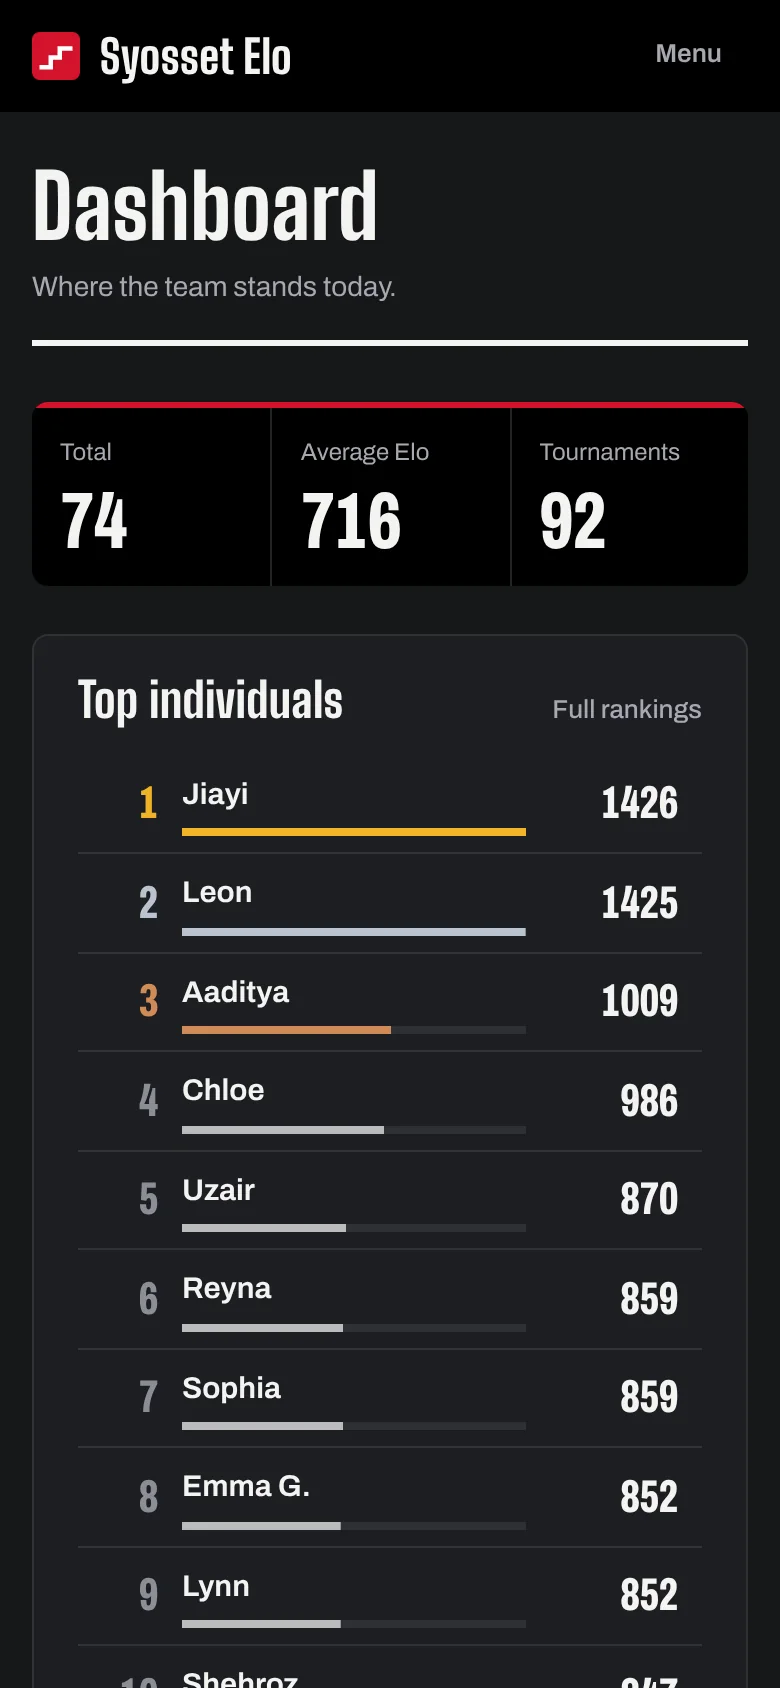 Syosset Elo
Menu
Dashboard
Where the team stands today.
Total
Average Elo
Tournaments
74
716
92
Top individuals
Full rankings
1 Jiayi 1426
2 Leon 1425
3 Aaditya 1009
4 Chloe 986
5 Uzair 870
6 Reyna 859
7 Sophia 859
8 Emma G. 852
9 Lynn 852
10 Shehroz 847